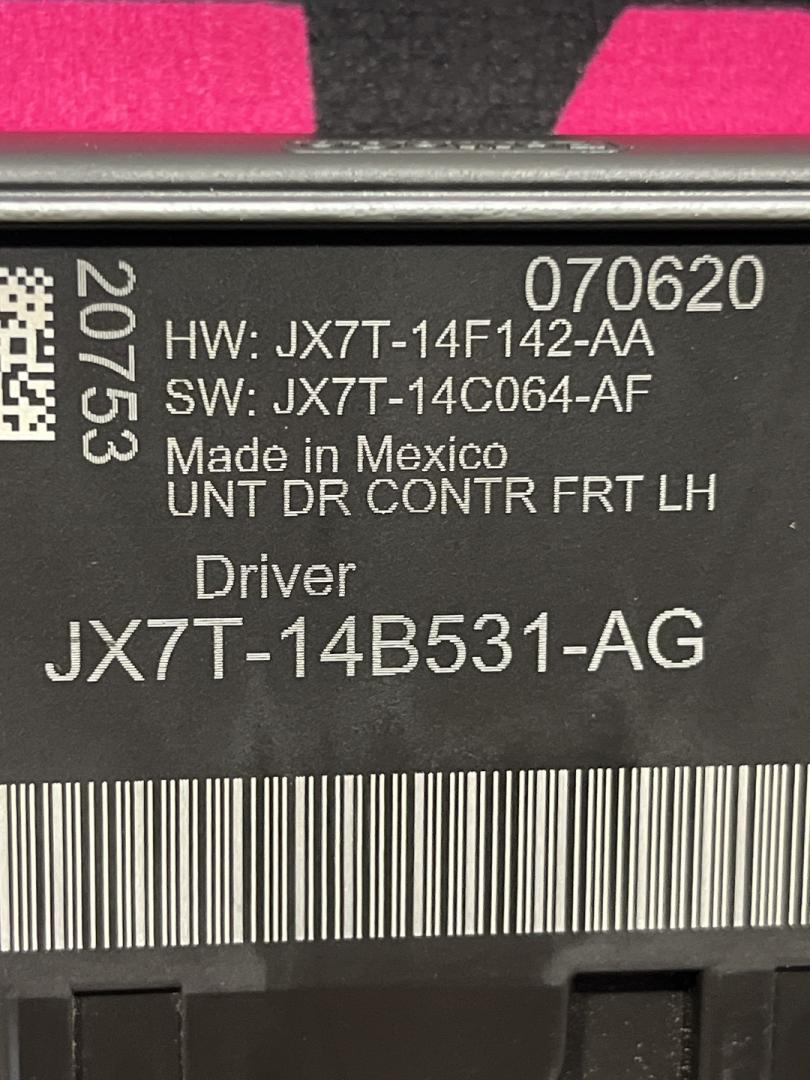 070620
20753
HW: JX7T-14F142-AA
SW: JX7T-14C064-AF
Made in Mexico
UNT DR CONTR FRT LH
Driver
JX7T-14B531-AG